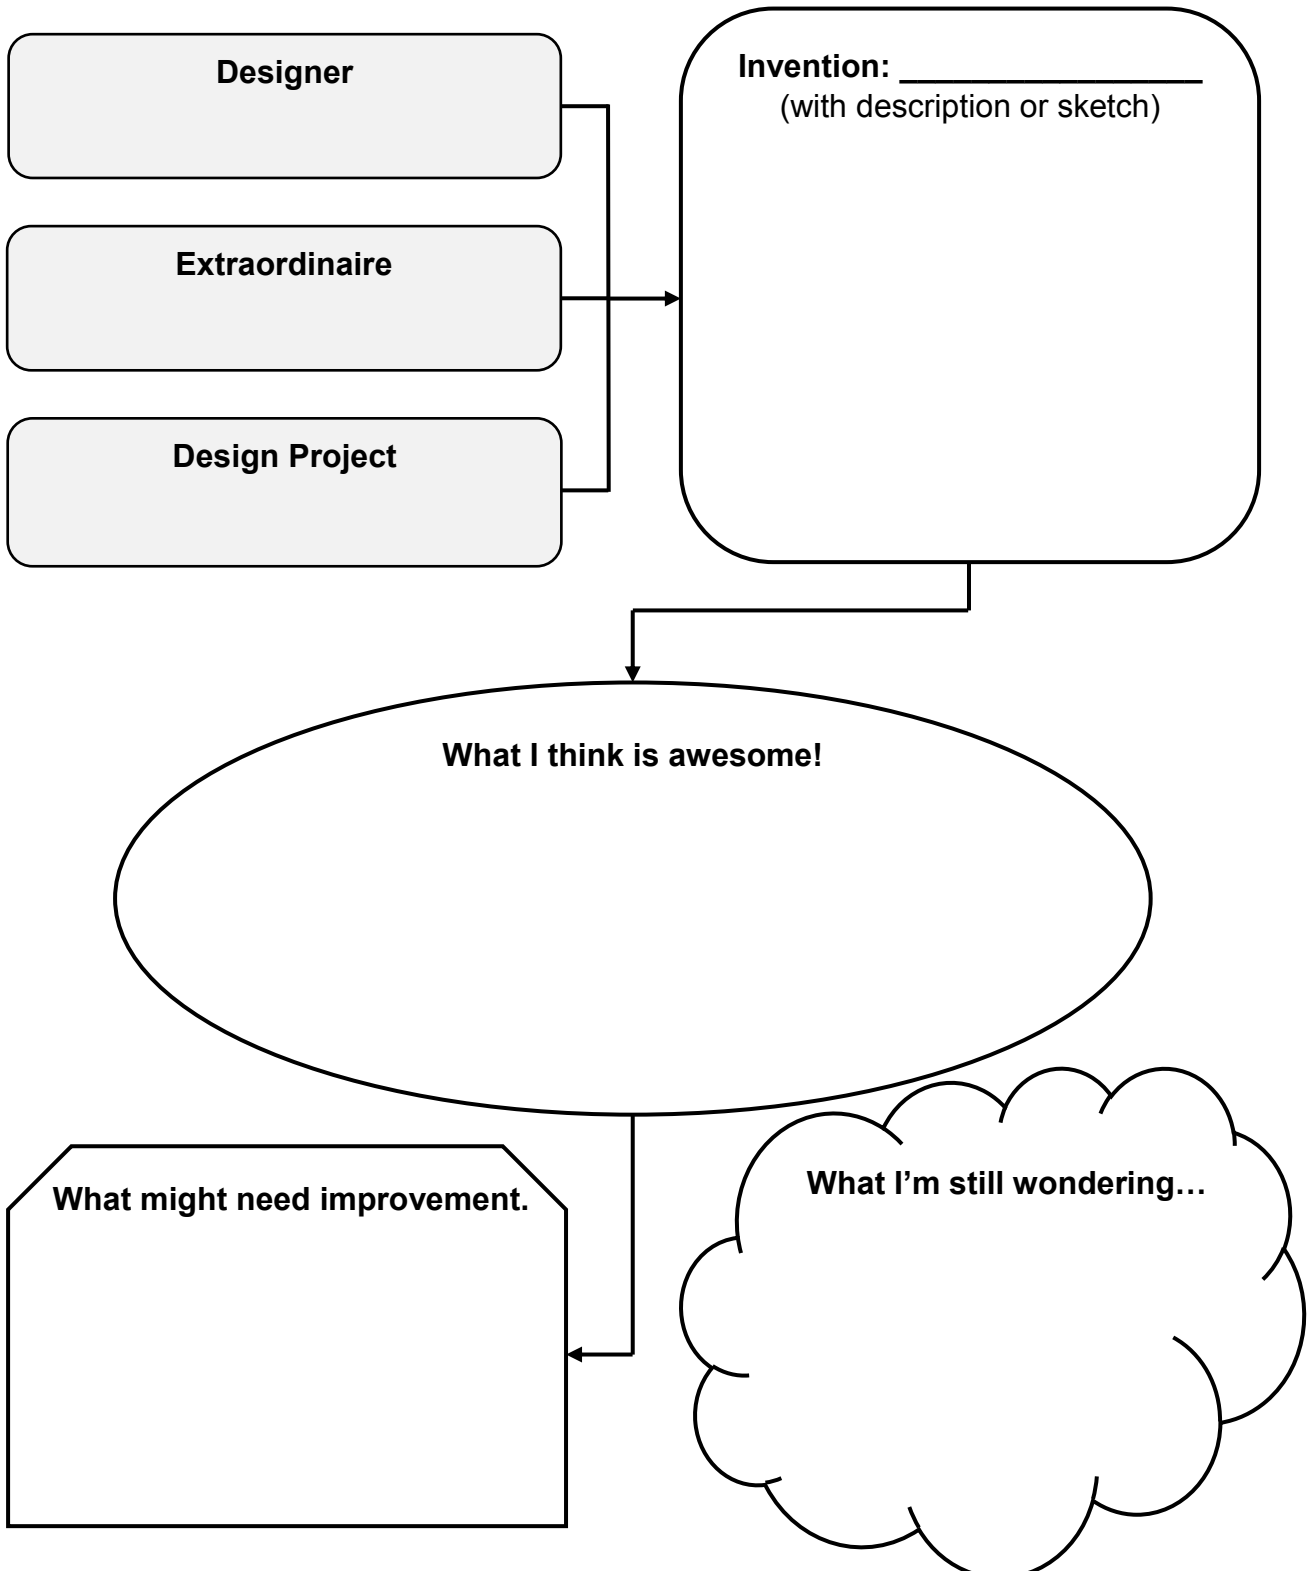 Designer
Extraordinaire
Design Project
Invention: _________________
(with description or sketch)
What I think is awesome!
What might need improvement.
What I’m still wondering…